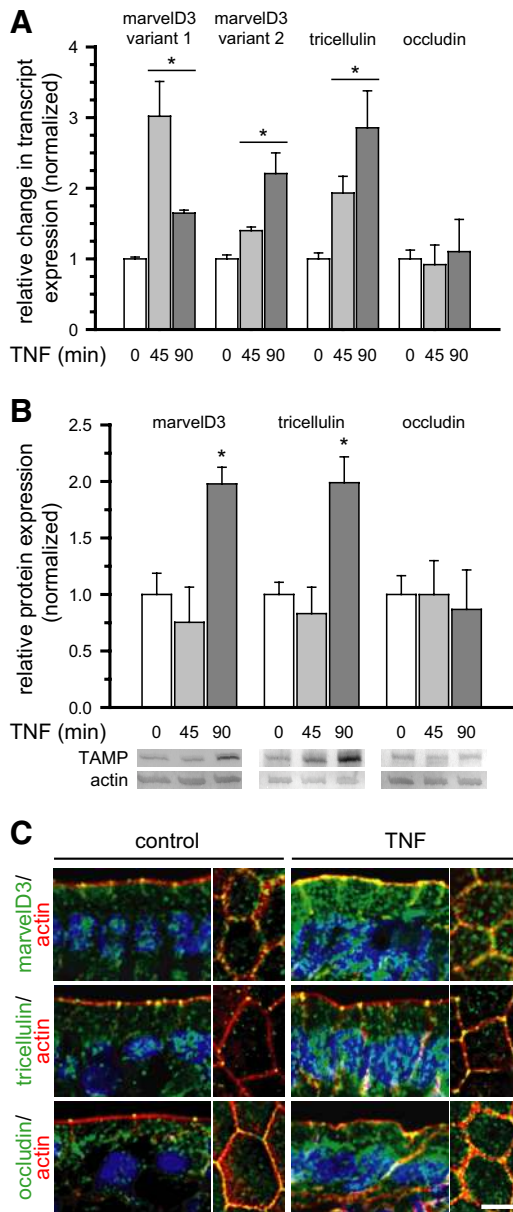 A
marvelD3 variant 1
marvelD3 variant 2
tricellulin
occludin
relative change in transcript
expression (normalized)
4
3
2
1
0
* * *
TNF (min) 0 45 90 0 45 90 0 45 90 0 45 90
B
marvelD3 tricellulin occludin
relative protein expression
(normalized)
2.5
2.0
1.5
1.0
0.5
0.0
* *
TNF (min) 0 45 90 0 45 90 0 45 90
TAMP
actin
C
control TNF
marvelD3/
actin
tricellulin/
actin
occludin/
actin